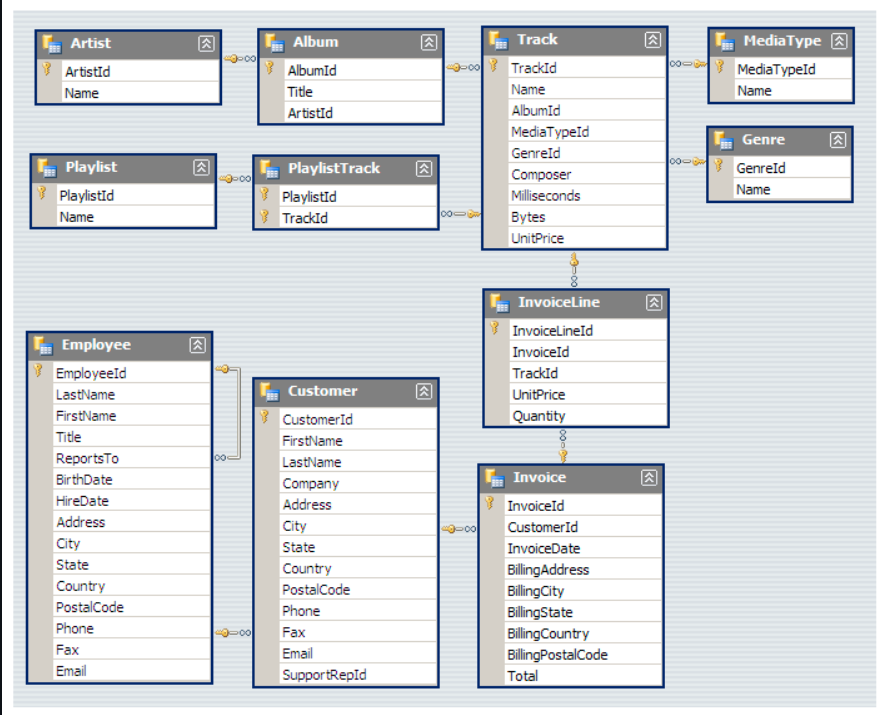 Artist
ArtistId
Name
Album
AlbumId
Title
ArtistId
Track
TrackId
Name
AlbumId
MediaTypeId
GenreId
Composer
Milliseconds
Bytes
UnitPrice
MediaType
MediaTypeId
Name
Genre
GenreId
Name
Playlist
PlaylistId
Name
PlaylistTrack
PlaylistId
TrackId
InvoiceLine
InvoiceLineId
InvoiceId
TrackId
UnitPrice
Quantity
Employee
EmployeeId
LastName
FirstName
Title
ReportsTo
BirthDate
HireDate
Address
City
State
Country
PostalCode
Phone
Fax
Email
Customer
CustomerId
FirstName
LastName
Company
Address
City
State
Country
PostalCode
Phone
Fax
Email
SupportRepId
Invoice
InvoiceId
CustomerId
InvoiceDate
BillingAddress
BillingCity
BillingState
BillingCountry
BillingPostalCode
Total